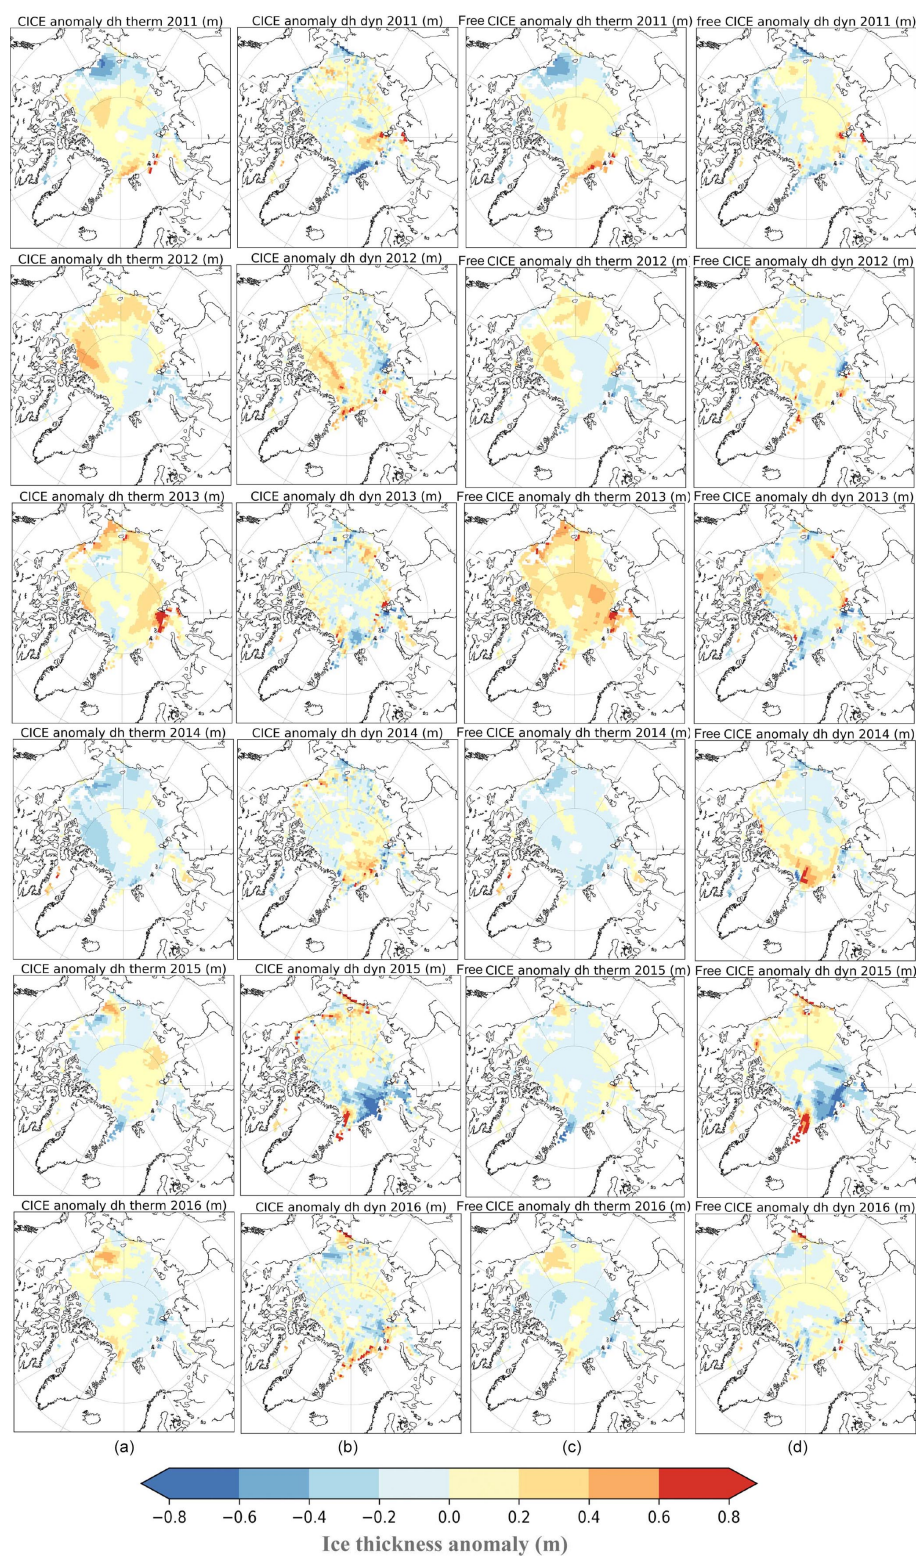 CICE anomaly dh therm 2011 (m) CICE anomaly dh dyn 2011 (m) Free CICE anomaly dh therm 2011 (m) free CICE anomaly dh dyn 2011 (m)
CICE anomaly dh therm 2012 (m) CICE anomaly dh dyn 2012 (m) Free CICE anomaly dh therm 2012 (m Free CICE anomaly dh dyn 2012 (m)
CICE anomaly dh therm 2013 (m) CICE anomaly dh dyn 2013 (m) Free CICE anomaly dh therm 2013 (m) Free CICE anomaly dh dyn 2013 (m)
CICE anomaly dh therm 2014 (m) CICE anomaly dh dyn 2014 (m) Free CICE anomaly dh therm 2014 (m) Free CICE anomaly dh dyn 2014 (m)
CICE anomaly dh therm 2015 (m) CICE anomaly dh dyn 2015 (m) Free CICE anomaly dh therm 2015 (m) Free CICE anomaly dh dyn 2015 (m)
CICE anomaly dh therm 2016 (m) CICE anomaly dh dyn 2016 (m) Free CICE anomaly dh therm 2016 (m) Free CICE anomaly dh dyn 2016 (m)
(a) (b) (c) (d)
−0.8 −0.6 −0.4 −0.2 0.0 0.2 0.4 0.6 0.8
Ice thickness anomaly (m)